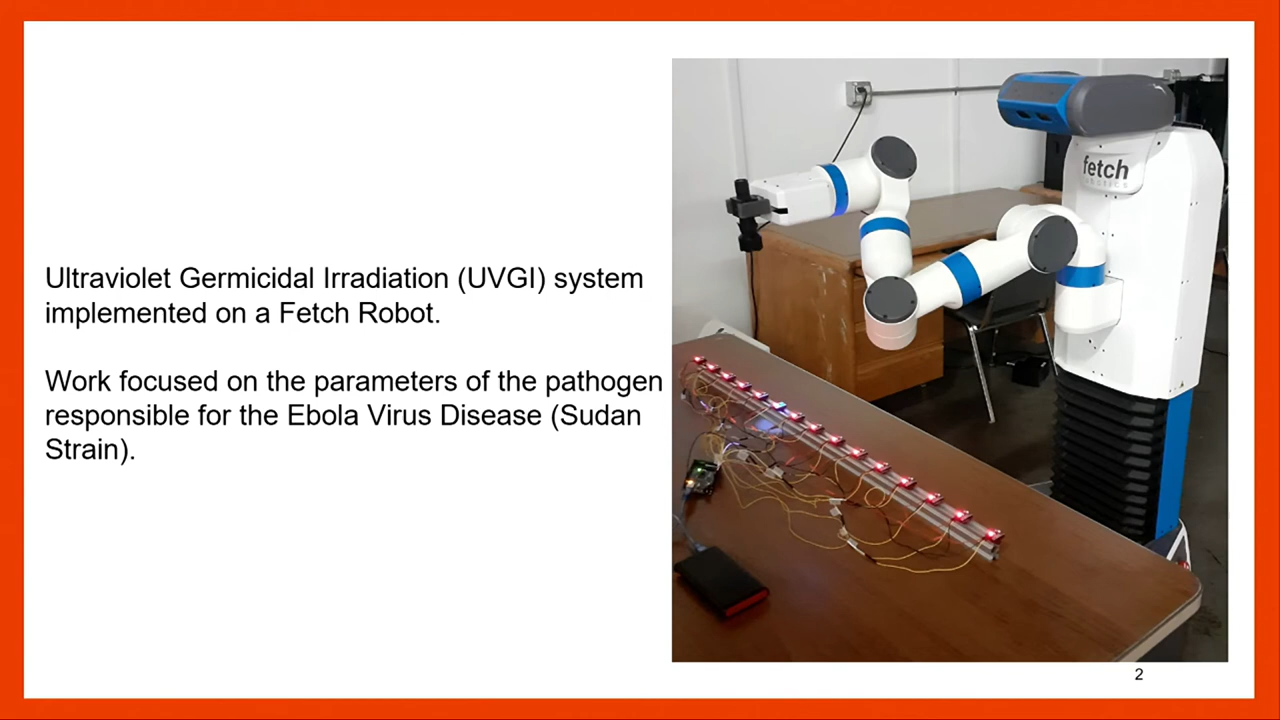 Ultraviolet Germicidal Irradiation (UVGI) system
implemented on a Fetch Robot.
Work focused on the parameters of the pathogen
responsible for the Ebola Virus Disease (Sudan
Strain).
fetch
ROBOTICS
2